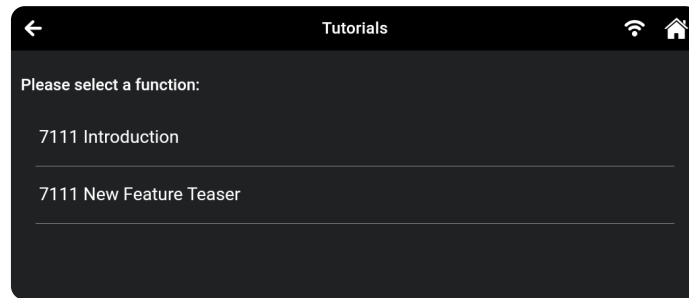 Tutorials
Please select a function:
7111 Introduction
7111 New Feature Teaser